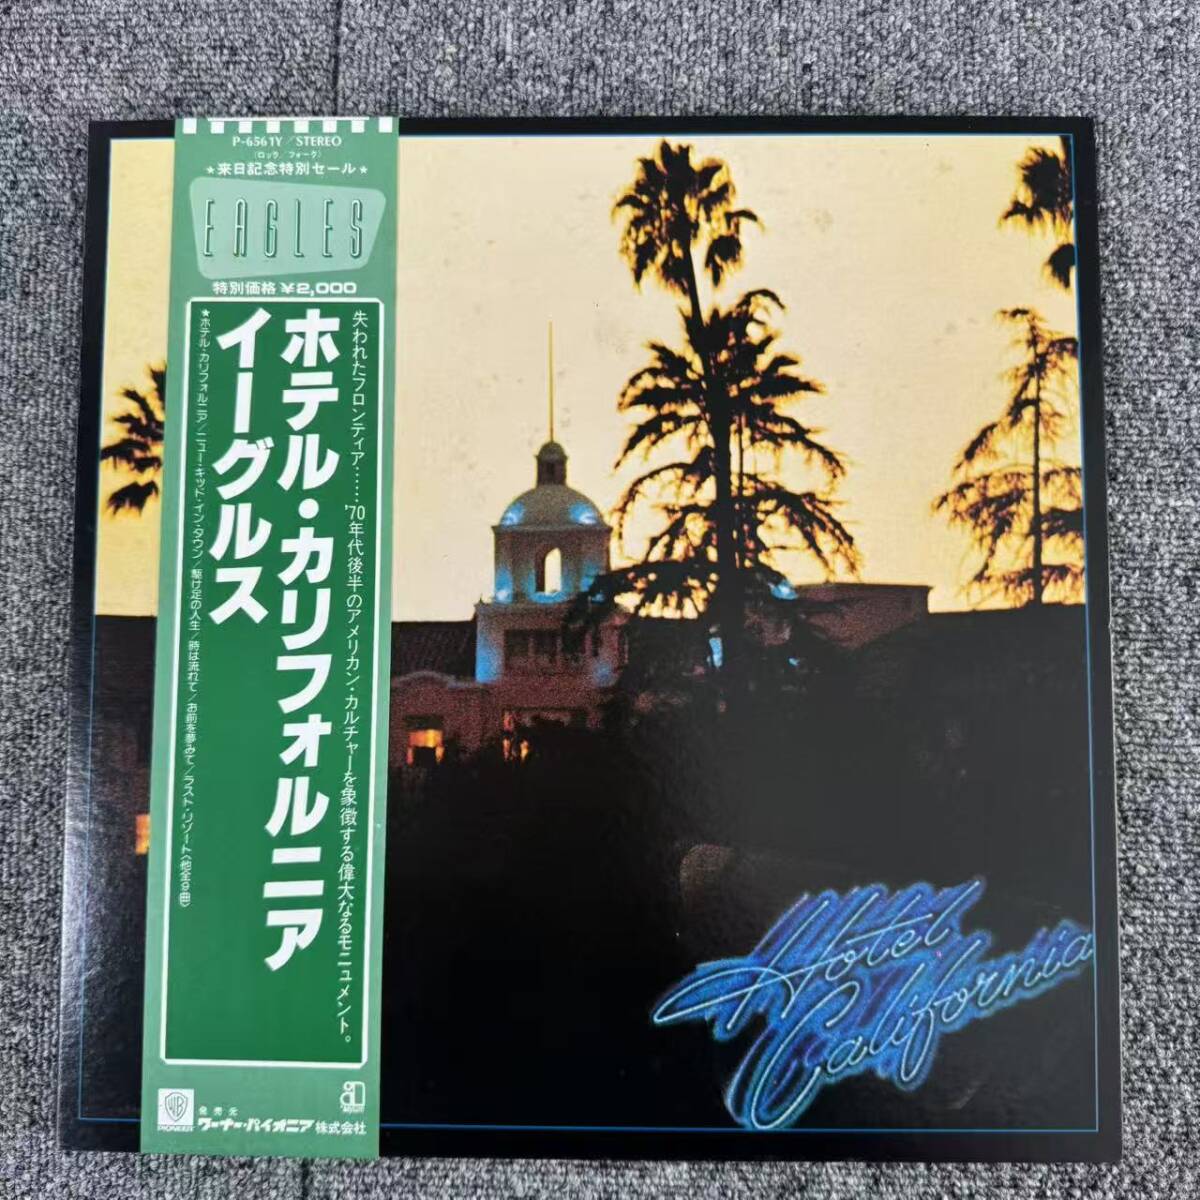 P-6561Y/STEREO
(ロック/フォーク)
★来日記念特別セール★
EAGLES
特別価格 ¥2,000
失われたフロンティア……'70年代後半のアメリカン・カルチャーを象徴する偉大なるモニュメント。
ホテル・カリフォルニア
イーグルス
★ホテル・カリフォルニア/ニュー・キッド・イン・タウン/駆け足の人生/時は流れて/お前を夢みて/ラスト・リゾート〈他全9曲〉
WB
PIONEER
発売元
ワーナー・パイオニア株式会社
Hotel
California